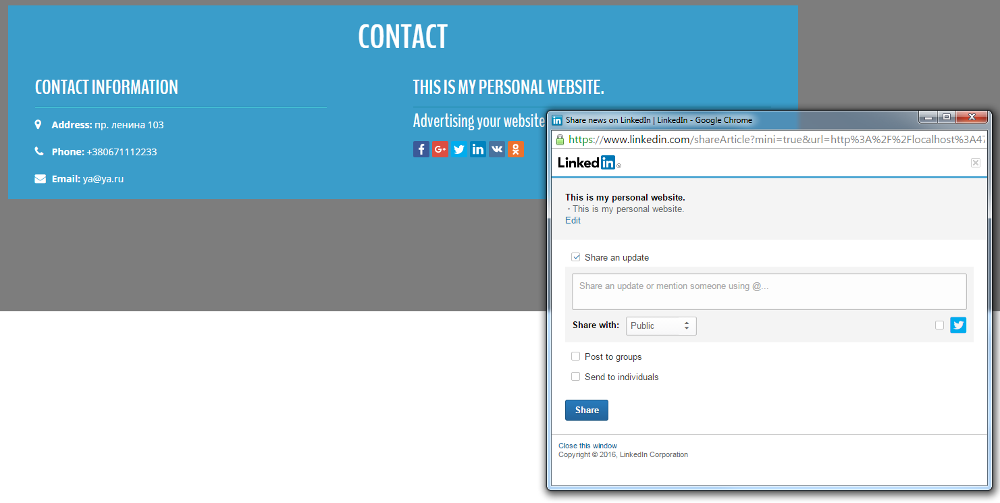 CONTACT
CONTACT INFORMATION
Address: пр. ленина 103
Phone: +380671112233
Email: ya@ya.ru
THIS IS MY PERSONAL WEBSITE.
Advertising your website
f G+ in
Share news on LinkedIn | LinkedIn - Google Chrome
https://www.linkedin.com/shareArticle?mini=true&url=http%3A%2F%2Flocalhost%3A47
Linked in ®
This is my personal website.
• This is my personal website.
Edit
Share an update
Share an update or mention someone using @...
Share with: Public
Post to groups
Send to individuals
Share
Close this window
Copyright © 2016, LinkedIn Corporation